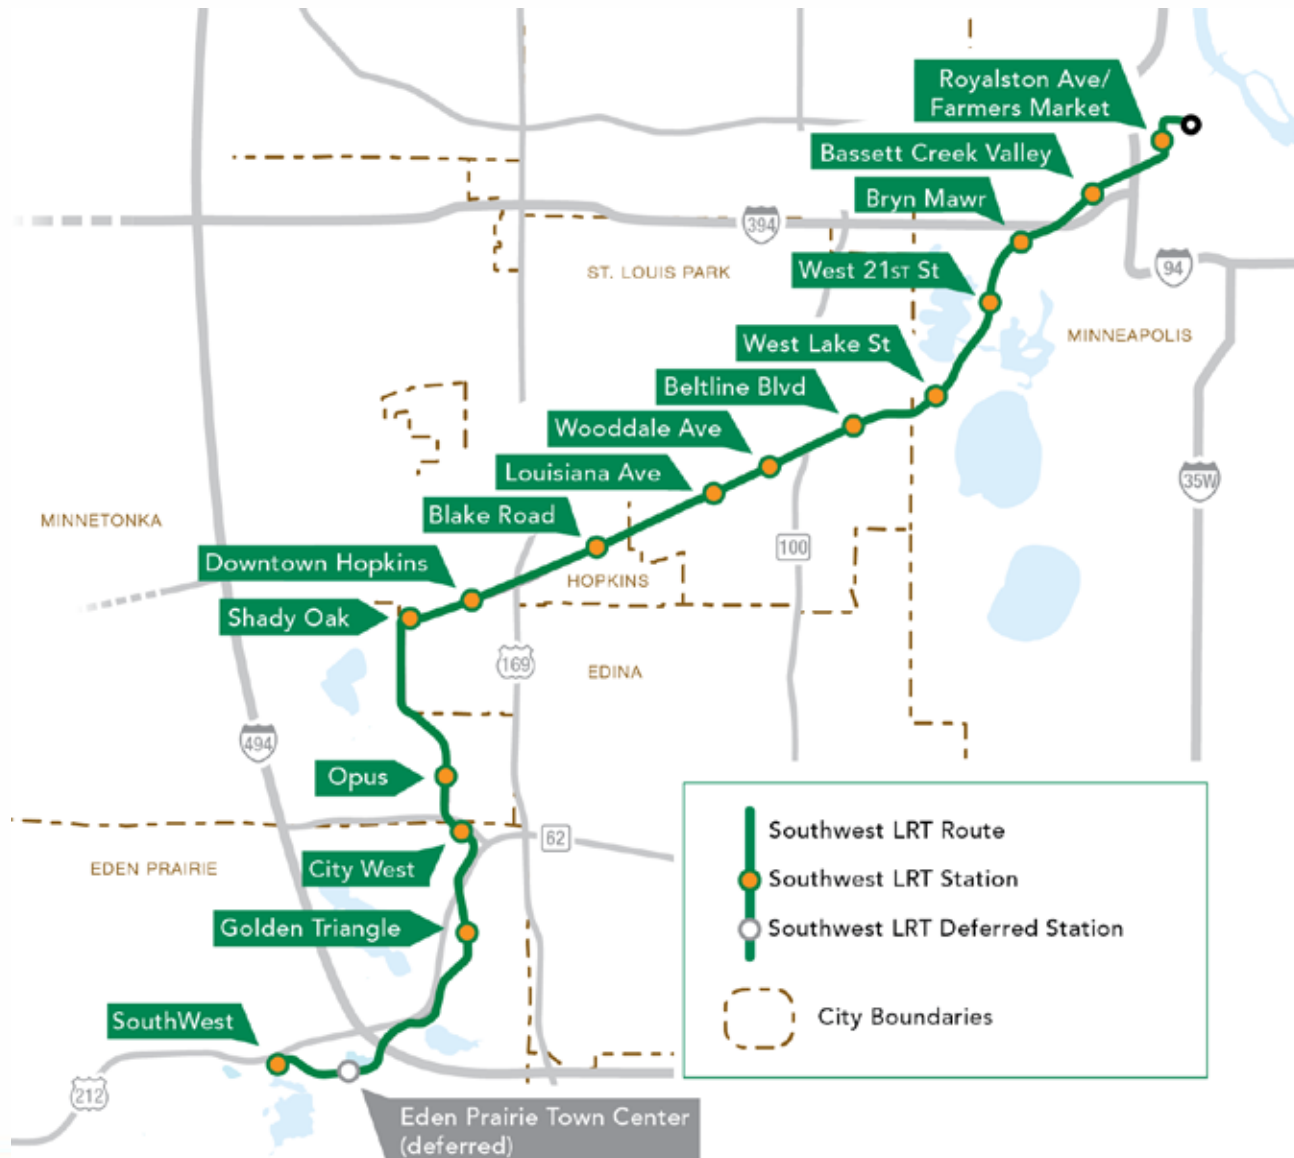 Royalston Ave/
Farmers Market
Bassett Creek Valley
Bryn Mawr
394
ST. LOUIS PARK
West 21ST St
94
MINNEAPOLIS
West Lake St
Beltline Blvd
Wooddale Ave
Louisiana Ave
35W
Blake Road
MINNETONKA
100
Downtown Hopkins
HOPKINS
Shady Oak
169
EDINA
494
Opus
Southwest LRT Route
62
EDEN PRAIRIE
City West
Southwest LRT Station
Golden Triangle
Southwest LRT Deferred Station
SouthWest
City Boundaries
212
Eden Prairie Town Center
(deferred)